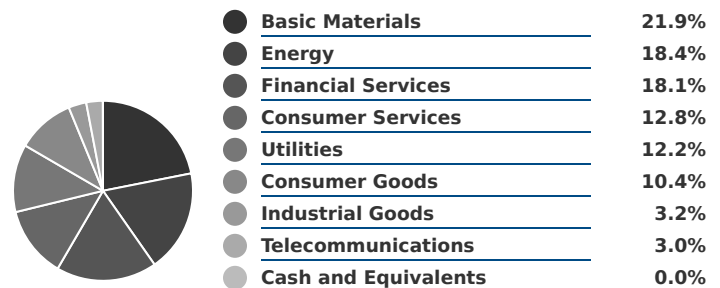 Basic Materials 21.9%
Energy 18.4%
Financial Services 18.1%
Consumer Services 12.8%
Utilities 12.2%
Consumer Goods 10.4%
Industrial Goods 3.2%
Telecommunications 3.0%
Cash and Equivalents 0.0%